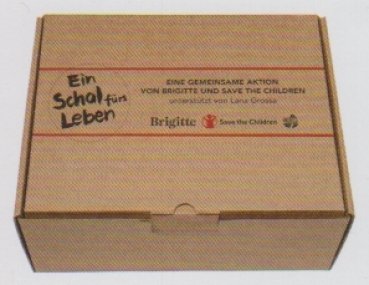 Ein
Schal fürs
Leben
EINE GEMEINSAME AKTION
VON BRIGITTE UND SAVE THE CHILDREN
unterstützt von Lana Grossa
Brigitte Save the Children